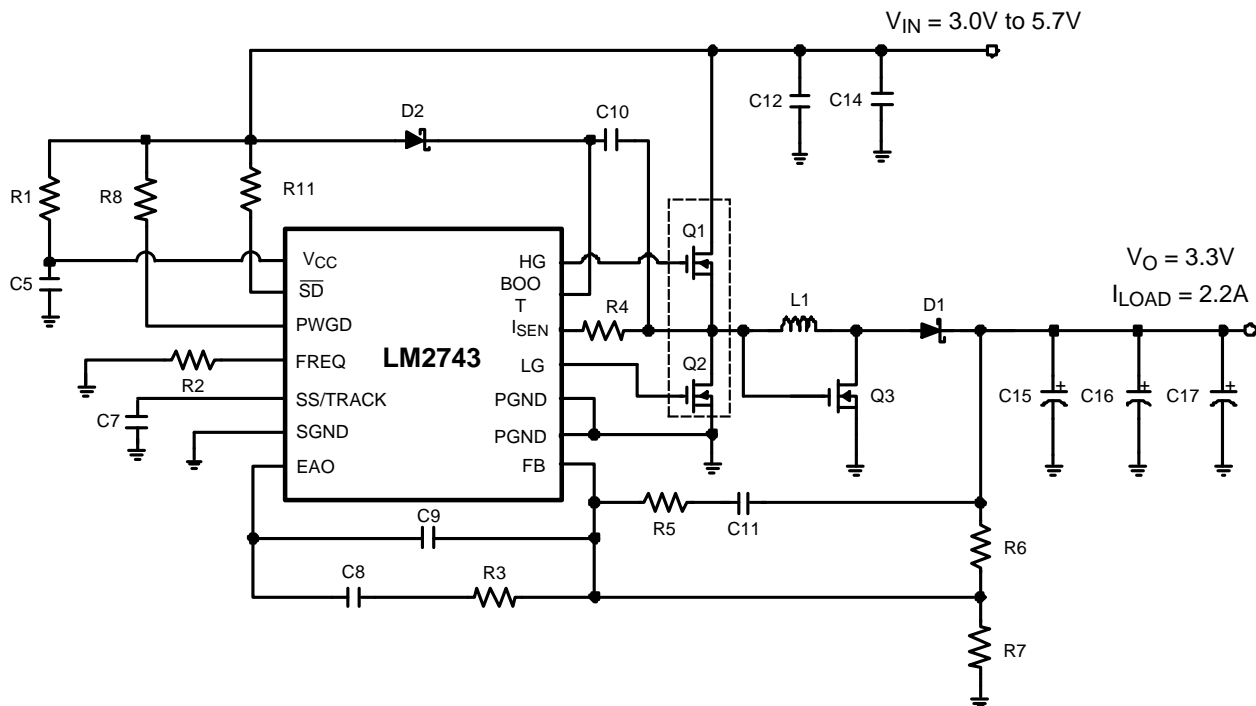 V_IN = 3.0V to 5.7V
C12
C14
D2
C10
R1
R8
R11
Q1
C5
V_CC
HG
V_O = 3.3V
SD
BOO
T
R4
L1
D1
I_LOAD = 2.2A
PWGD
I_SEN
LM2743
FREQ
LG
Q2
R2
Q3
C15
C16
C17
SS/TRACK
PGND
C7
SGND
PGND
EAO
FB
C9
R5
C11
R6
C8
R3
R7